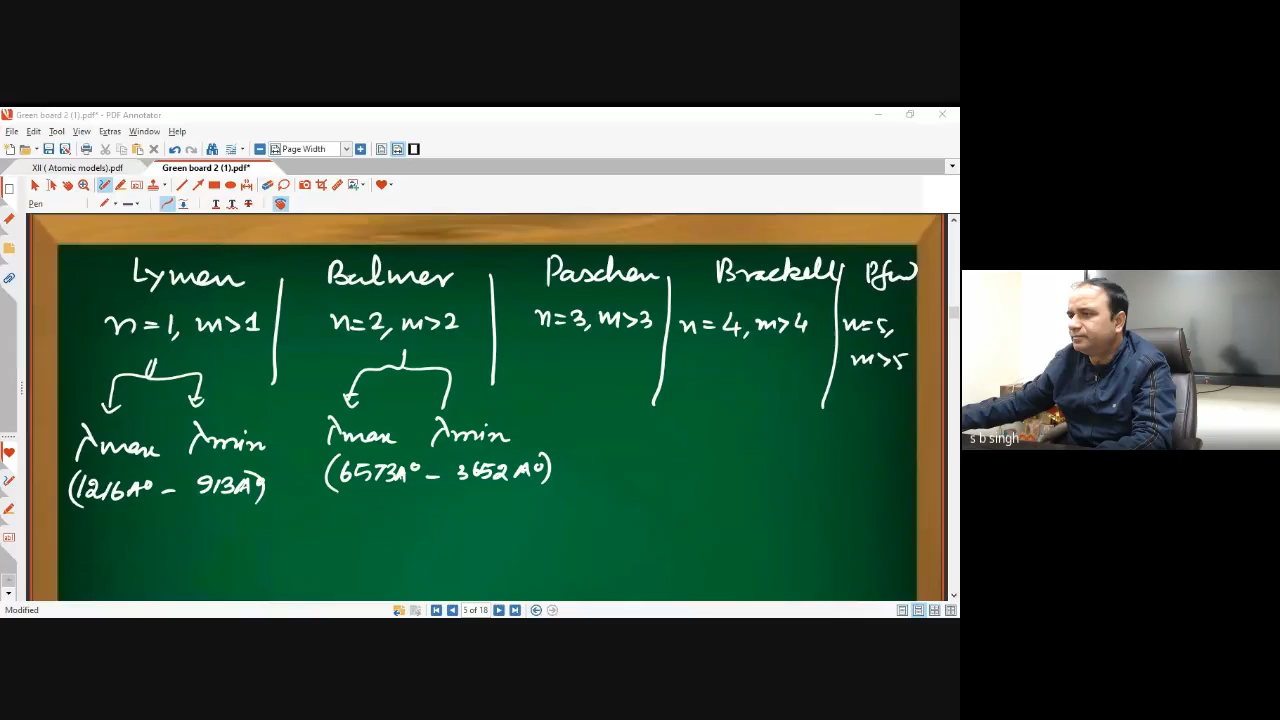 Green board 2 (1).pdf* - PDF Annotator
File Edit Tool View Extras Window Help
Page Width
XII ( Atomic models).pdf Green board 2 (1).pdf*
Pen
Lyman Balmer Paschen Brackett Pfun
n=1, m>1 n=2, m>2 n=3, m>3 n=4, m>4 n=5,
m>5
λmax λmin λmax λmin
(1216A° - 913A°) (6573A° - 3652A°)
s b singh
Modified 5 of 18